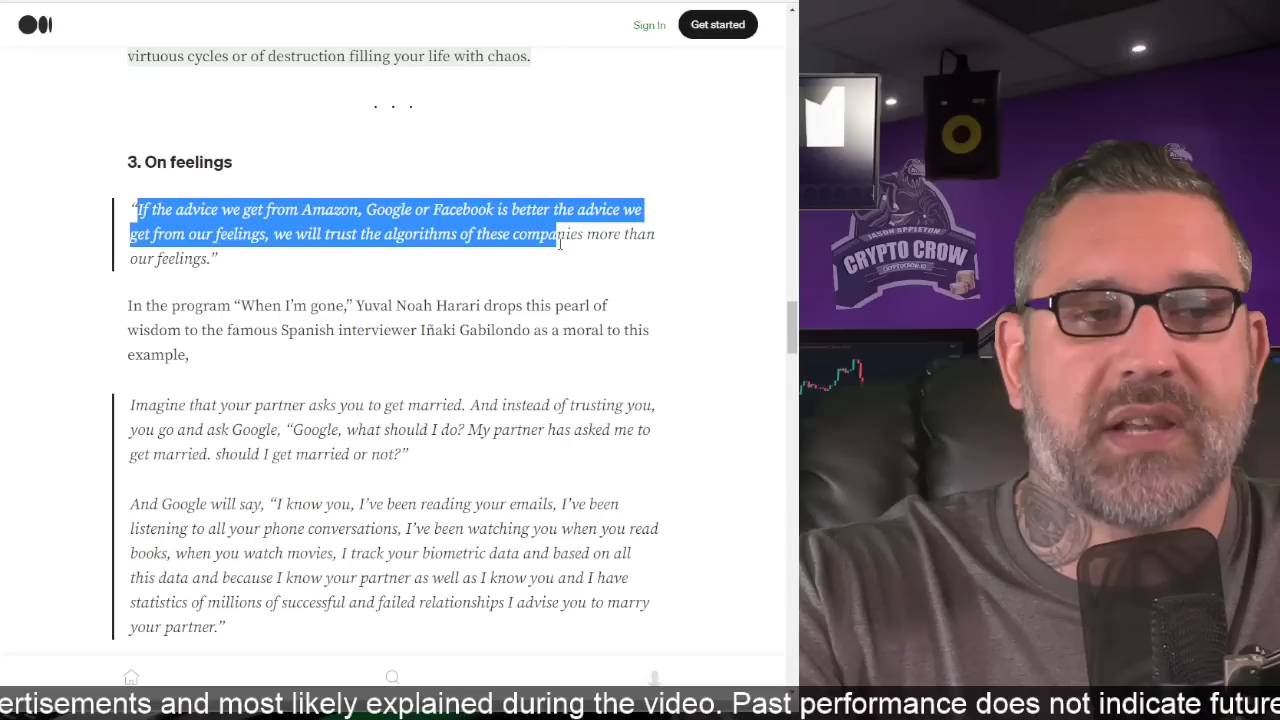 Sign In
Get started
virtuous cycles or of destruction filling your life with chaos.
. . .
3. On feelings
“If the advice we get from Amazon, Google or Facebook is better the advice we
get from our feelings, we will trust the algorithms of these companies more than
our feelings.”
In the program “When I’m gone,” Yuval Noah Harari drops this pearl of
wisdom to the famous Spanish interviewer Iñaki Gabilondo as a moral to this
example,
Imagine that your partner asks you to get married. And instead of trusting you,
you go and ask Google, “Google, what should I do? My partner has asked me to
get married. should I get married or not?”
And Google will say, “I know you, I’ve been reading your emails, I’ve been
listening to all your phone conversations, I’ve been watching you when you read
books, when you watch movies, I track your biometric data and based on all
this data and because I know your partner as well as I know you and I have
statistics of millions of successful and failed relationships I advise you to marry
your partner.”
JASON APPLETON
CRYPTO CROW
CRYPTOCROW.IO
ertisements and most likely explained during the video. Past performance does not indicate future